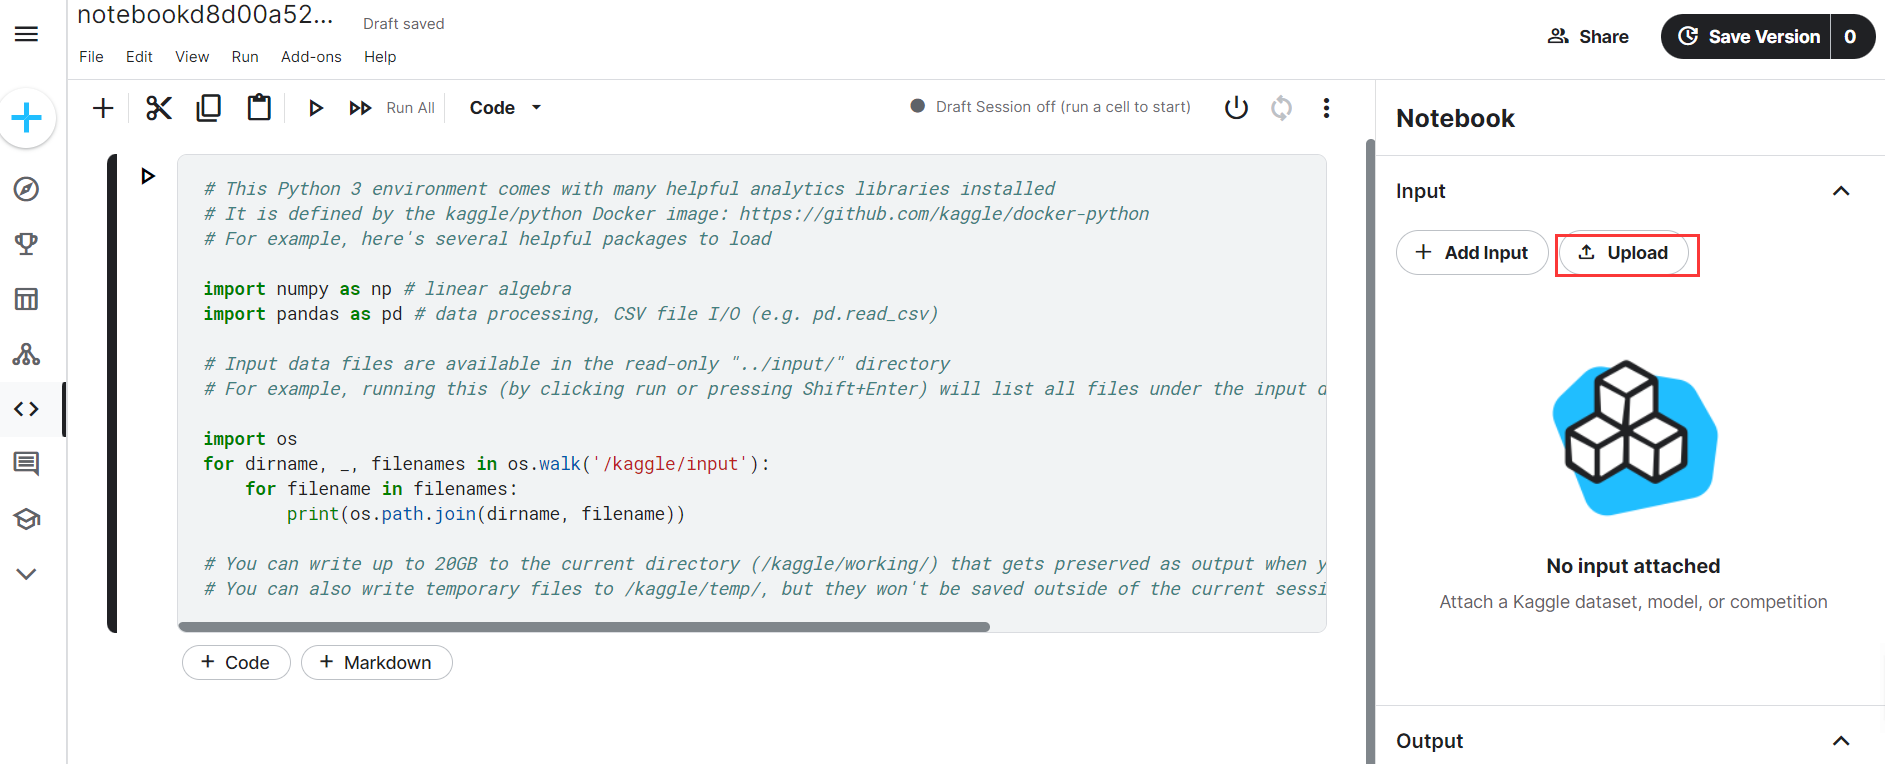 notebookd8d00a52...
Draft saved
File Edit View Run Add-ons Help
Share
Save Version 0
Run All
Code
Draft Session off (run a cell to start)
# This Python 3 environment comes with many helpful analytics libraries installed
# It is defined by the kaggle/python Docker image: https://github.com/kaggle/docker-python
# For example, here's several helpful packages to load
import numpy as np # linear algebra
import pandas as pd # data processing, CSV file I/O (e.g. pd.read_csv)
# Input data files are available in the read-only "../input/" directory
# For example, running this (by clicking run or pressing Shift+Enter) will list all files under the input d
import os
for dirname, _, filenames in os.walk('/kaggle/input'):
    for filename in filenames:
        print(os.path.join(dirname, filename))
# You can write up to 20GB to the current directory (/kaggle/working/) that gets preserved as output when y
# You can also write temporary files to /kaggle/temp/, but they won't be saved outside of the current sessi
+ Code
+ Markdown
Notebook
Input
+ Add Input
Upload
No input attached
Attach a Kaggle dataset, model, or competition
Output